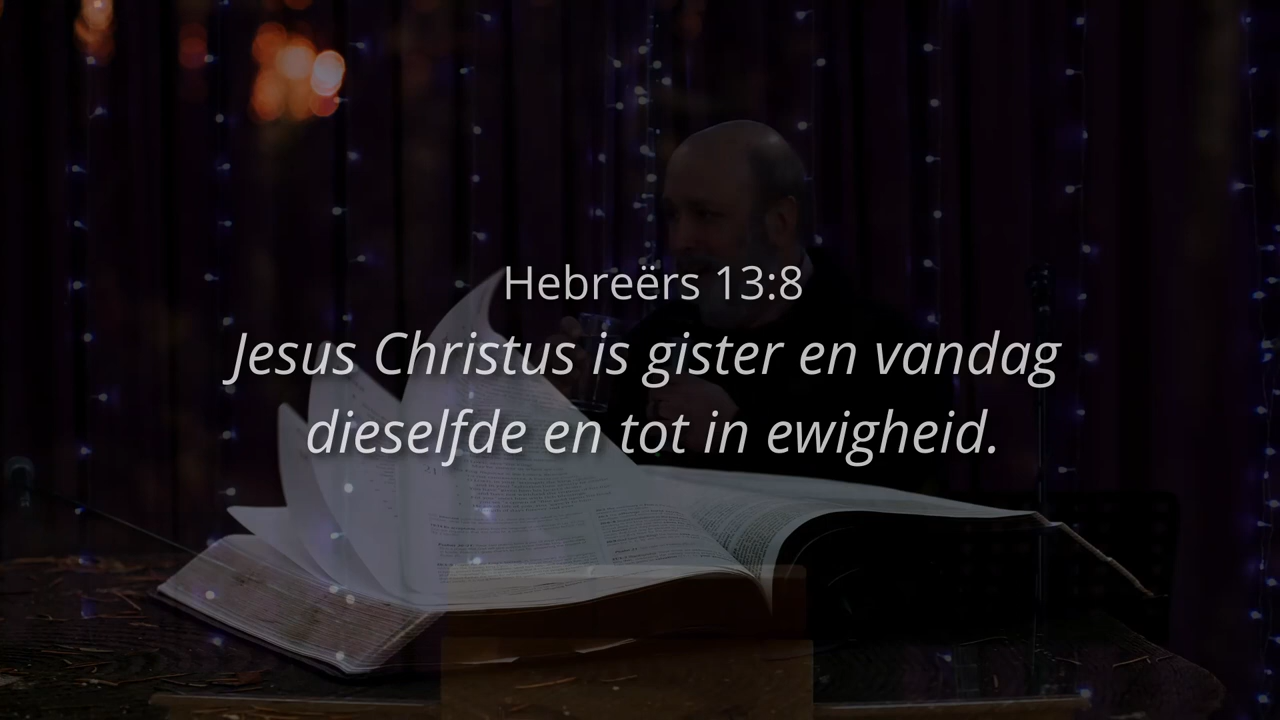 Hebreërs 13:8
Jesus Christus is gister en vandag
dieselfde en tot in ewigheid.